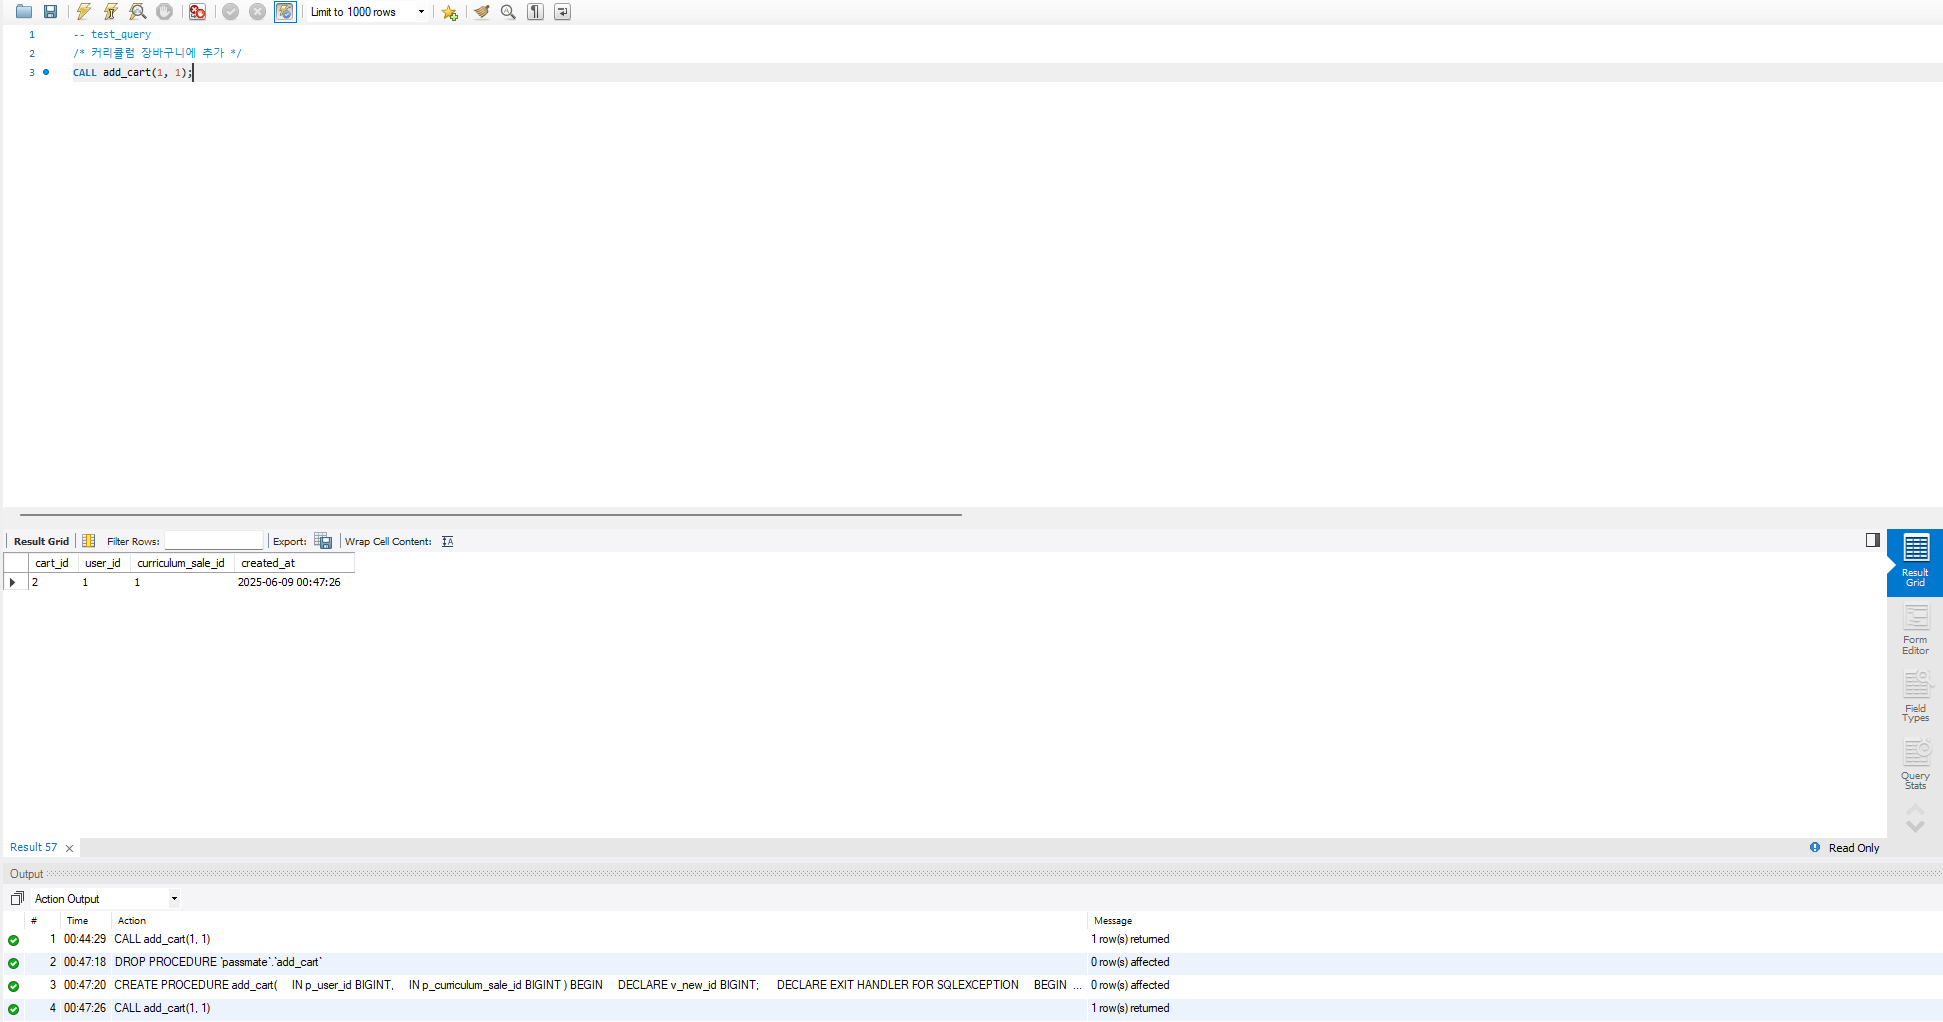 Limit to 1000 rows
1 -- test_query
2 /* 커리큘럼 장바구니에 추가 */
3 CALL add_cart(1, 1);
Result Grid Filter Rows: Export: Wrap Cell Content:
cart_id user_id curriculum_sale_id created_at
2 1 1 2025-06-09 00:47:26
Result Grid
Form Editor
Field Types
Query Stats
Result 57
Read Only
Output
Action Output
# Time Action Message
1 00:44:29 CALL add_cart(1, 1) 1 row(s) returned
2 00:47:18 DROP PROCEDURE `passmate`.`add_cart` 0 row(s) affected
3 00:47:20 CREATE PROCEDURE add_cart( IN p_user_id BIGINT, IN p_curriculum_sale_id BIGINT ) BEGIN DECLARE v_new_id BIGINT; DECLARE EXIT HANDLER FOR SQLEXCEPTION BEGIN ... 0 row(s) affected
4 00:47:26 CALL add_cart(1, 1) 1 row(s) returned